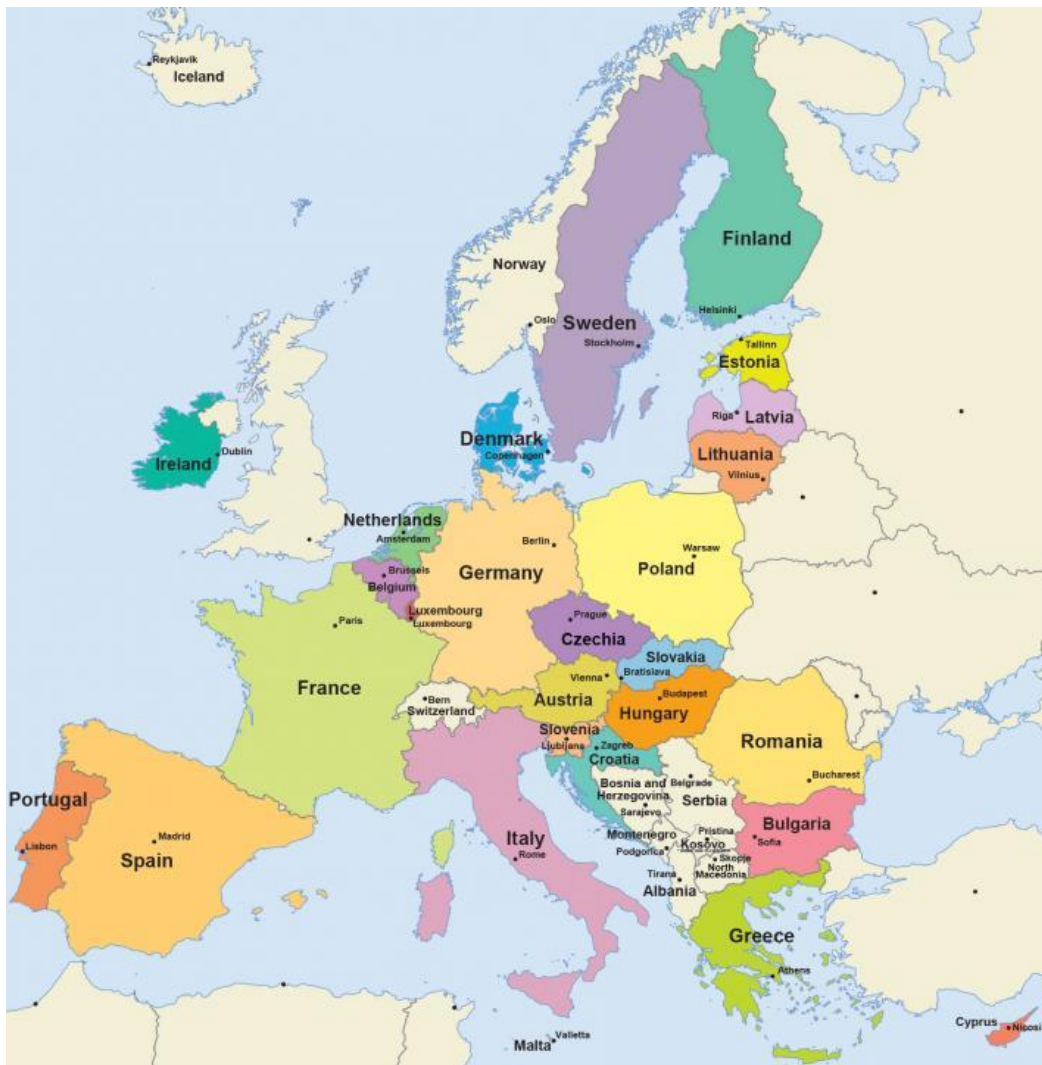 Reykjavik
Iceland
Norway
Oslo
Sweden
Stockholm
Finland
Helsinki
Tallinn
Estonia
Riga
Latvia
Lithuania
Vilnius
Denmark
Copenhagen
Ireland
Dublin
Netherlands
Amsterdam
Brussels
Belgium
Luxembourg
Luxembourg
Berlin
Germany
Warsaw
Poland
Prague
Czechia
Slovakia
Bratislava
Vienna
Austria
Budapest
Hungary
Paris
France
Bern
Switzerland
Slovenia
Ljubljana
Zagreb
Croatia
Bosnia and
Herzegovina
Sarajevo
Belgrade
Serbia
Romania
Bucharest
Montenegro
Podgorica
Pristina
Kosovo
Bulgaria
Sofia
Skopje
North
Macedonia
Tirana
Albania
Portugal
Lisbon
Madrid
Spain
Italy
Rome
Greece
Athens
Malta
Valletta
Cyprus
Nicosi